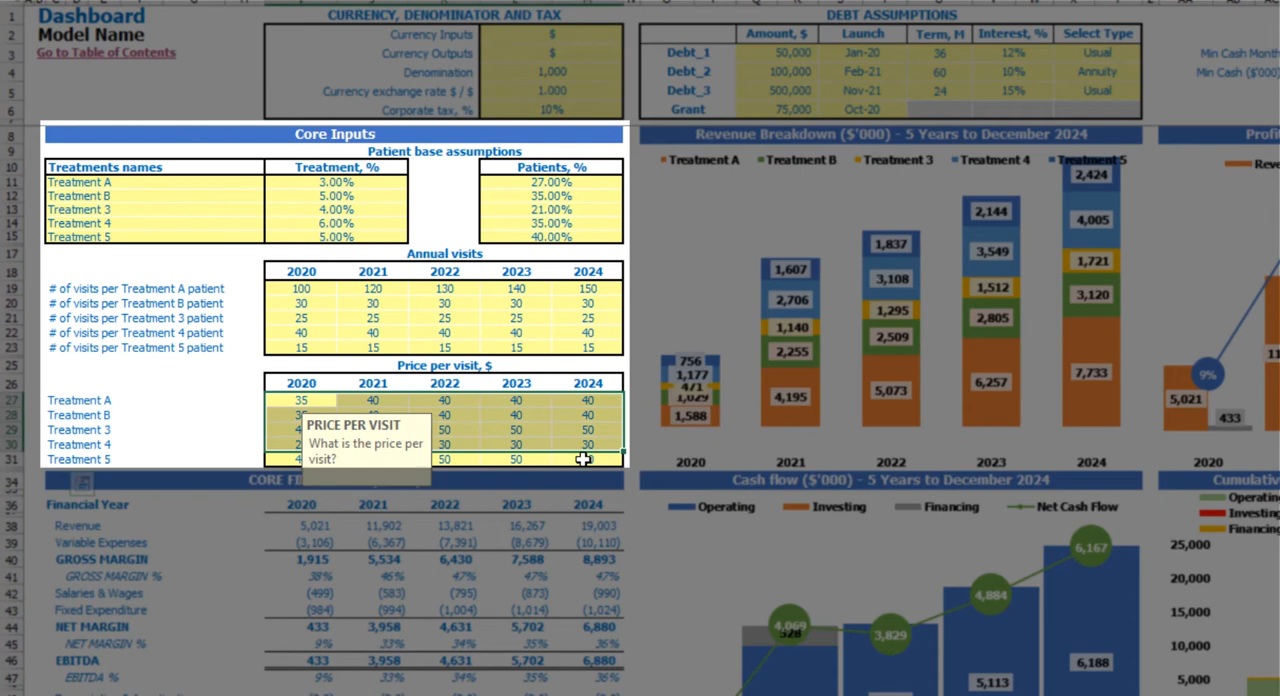 Dashboard
Model Name
Go to Table of Contents
CURRENCY, DENOMINATOR AND TAX
Currency Inputs $
Currency Outputs $
Denomination 1,000
Currency exchange rate $ / $ 1.000
Corporate tax, % 10%
DEBT ASSUMPTIONS
Amount, $ Launch Term, M Interest, % Select Type
Debt_1 50,000 Jan-20 36 12% Usual
Debt_2 100,000 Feb-21 60 10% Annuity
Debt_3 500,000 Nov-21 24 15% Usual
Grant 75,000 Oct-20
Min Cash Month
Min Cash ($'000)
Core Inputs
Patient base assumptions
Treatments names Treatment, % Patients, %
Treatment A 3.00% 27.00%
Treatment B 5.00% 35.00%
Treatment 3 4.00% 21.00%
Treatment 4 6.00% 35.00%
Treatment 5 5.00% 40.00%
Annual visits
2020 2021 2022 2023 2024
# of visits per Treatment A patient 100 120 130 140 150
# of visits per Treatment B patient 30 30 30 30 30
# of visits per Treatment 3 patient 25 25 25 25 25
# of visits per Treatment 4 patient 40 40 40 40 40
# of visits per Treatment 5 patient 15 15 15 15 15
Price per visit, $
2020 2021 2022 2023 2024
Treatment A 35 40 40 40 40
Treatment B 40 40 40
Treatment 3 50 50 50
Treatment 4 30 30 30
Treatment 5 50 50
PRICE PER VISIT
What is the price per
visit?
Revenue Breakdown ($'000) - 5 Years to December 2024
Treatment A Treatment B Treatment 3 Treatment 4 Treatment 5
756 1,607 1,837 2,144 2,424
1,177 2,706 3,108 3,549 4,005
471 1,140 1,295 1,512 1,721
1,029 2,255 2,509 2,805 3,120
1,588 4,195 5,073 6,257 7,733
2020 2021 2022 2023 2024
9%
5,021
433
2020
CORE
Financial Year 2020 2021 2022 2023 2024
Revenue 5,021 11,902 13,821 16,267 19,003
Variable Expenses (3,106) (6,367) (7,391) (8,679) (10,110)
GROSS MARGIN 1,915 5,534 6,430 7,588 8,893
GROSS MARGIN % 38% 46% 47% 47% 47%
Salaries & Wages (499) (583) (795) (873) (990)
Fixed Expenditure (984) (994) (1,004) (1,014) (1,024)
NET MARGIN 433 3,958 4,631 5,702 6,880
NET MARGIN % 9% 33% 34% 35% 36%
EBITDA 433 3,958 4,631 5,702 6,880
EBITDA % 9% 33% 34% 35% 36%
Cash flow ($'000) - 5 Years to December 2024
Operating Investing Financing Net Cash Flow
4,069 3,829 4,884 6,167
528
5,113 6,188
25,000
20,000
15,000
10,000
5,000